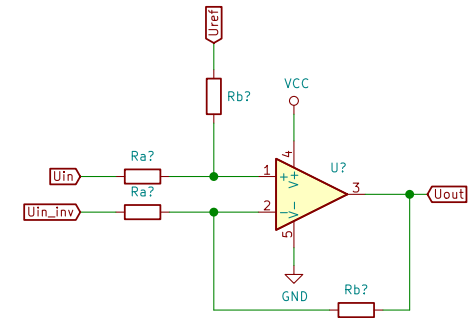 Uref
Rb?
VCC
Ra?
Uin
1
+
V+
4
U?
3
Uout
Ra?
Uin_inv
2
−
V−
5
GND
Rb?